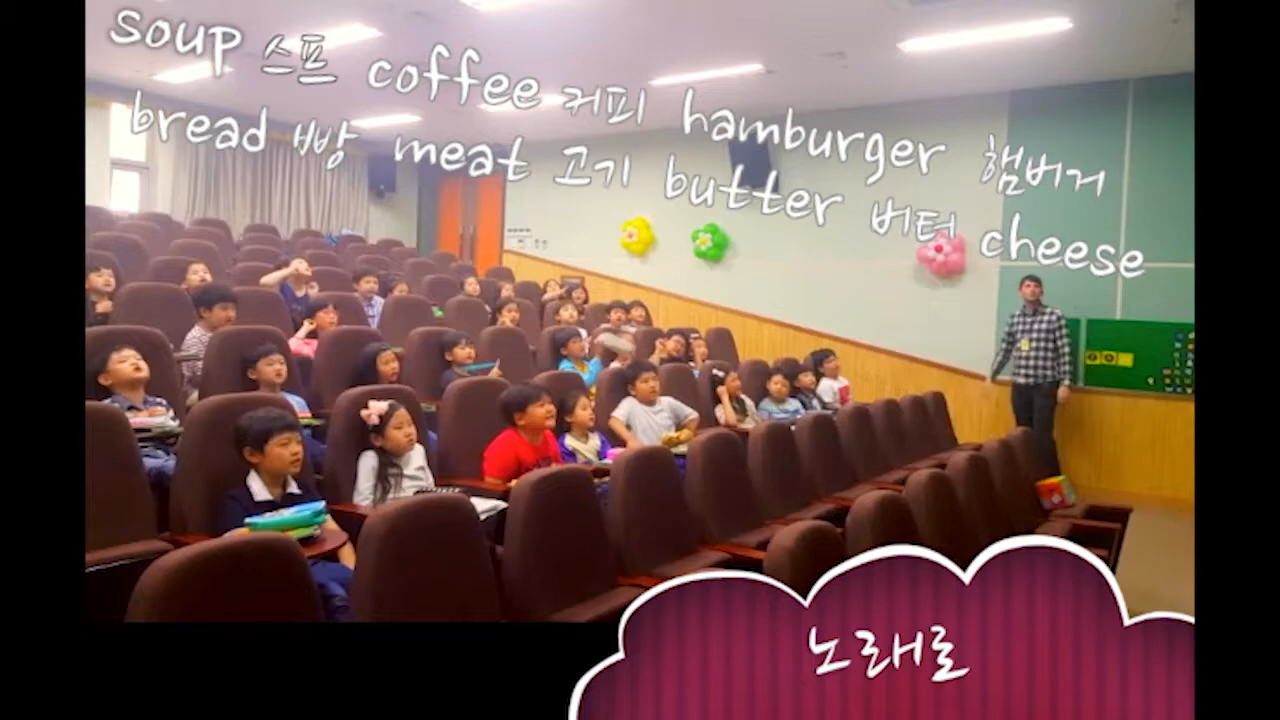 soup 스프 coffee 커피 hamburger 햄버거
bread 빵 meat 고기 butter 버터 cheese
노래로